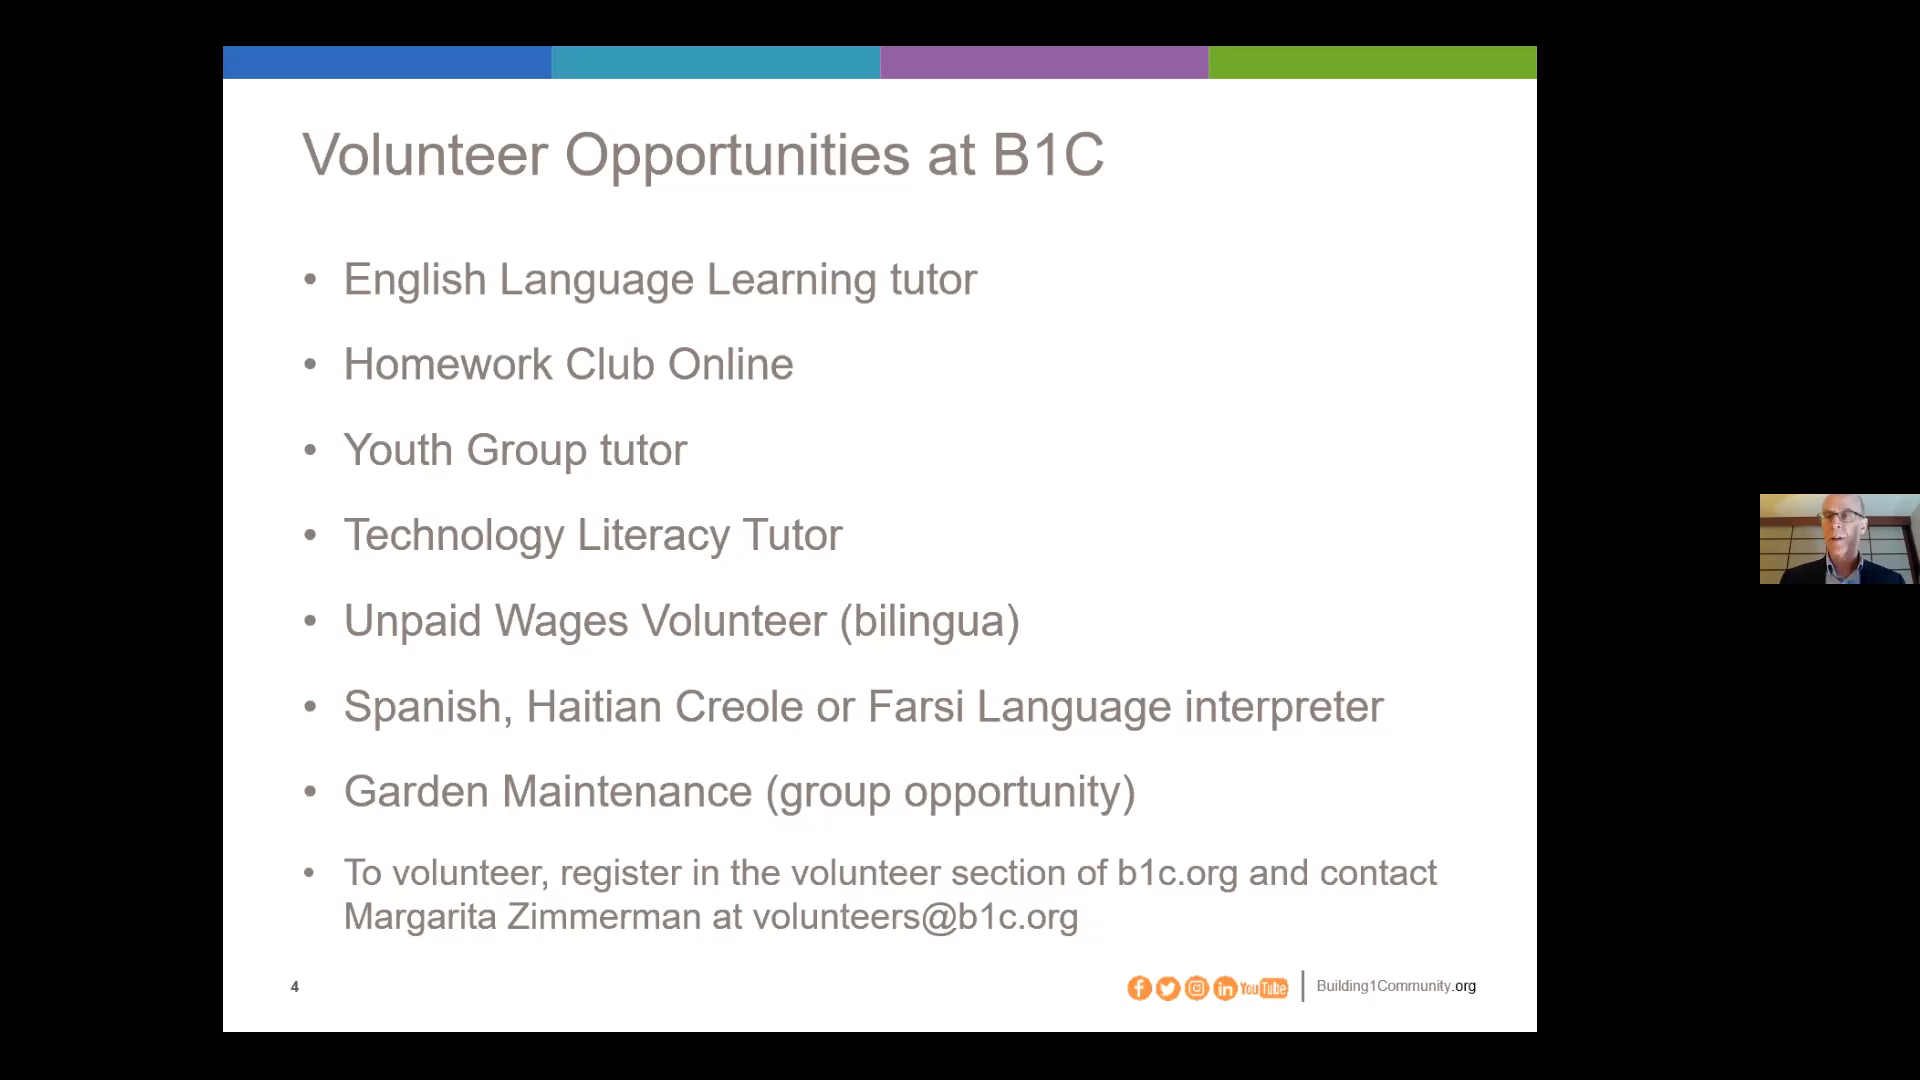 Volunteer Opportunities at B1C
• English Language Learning tutor
• Homework Club Online
• Youth Group tutor
• Technology Literacy Tutor
• Unpaid Wages Volunteer (bilingua)
• Spanish, Haitian Creole or Farsi Language interpreter
• Garden Maintenance (group opportunity)
• To volunteer, register in the volunteer section of b1c.org and contact
Margarita Zimmerman at volunteers@b1c.org
4
YouTube
Building1Community.org